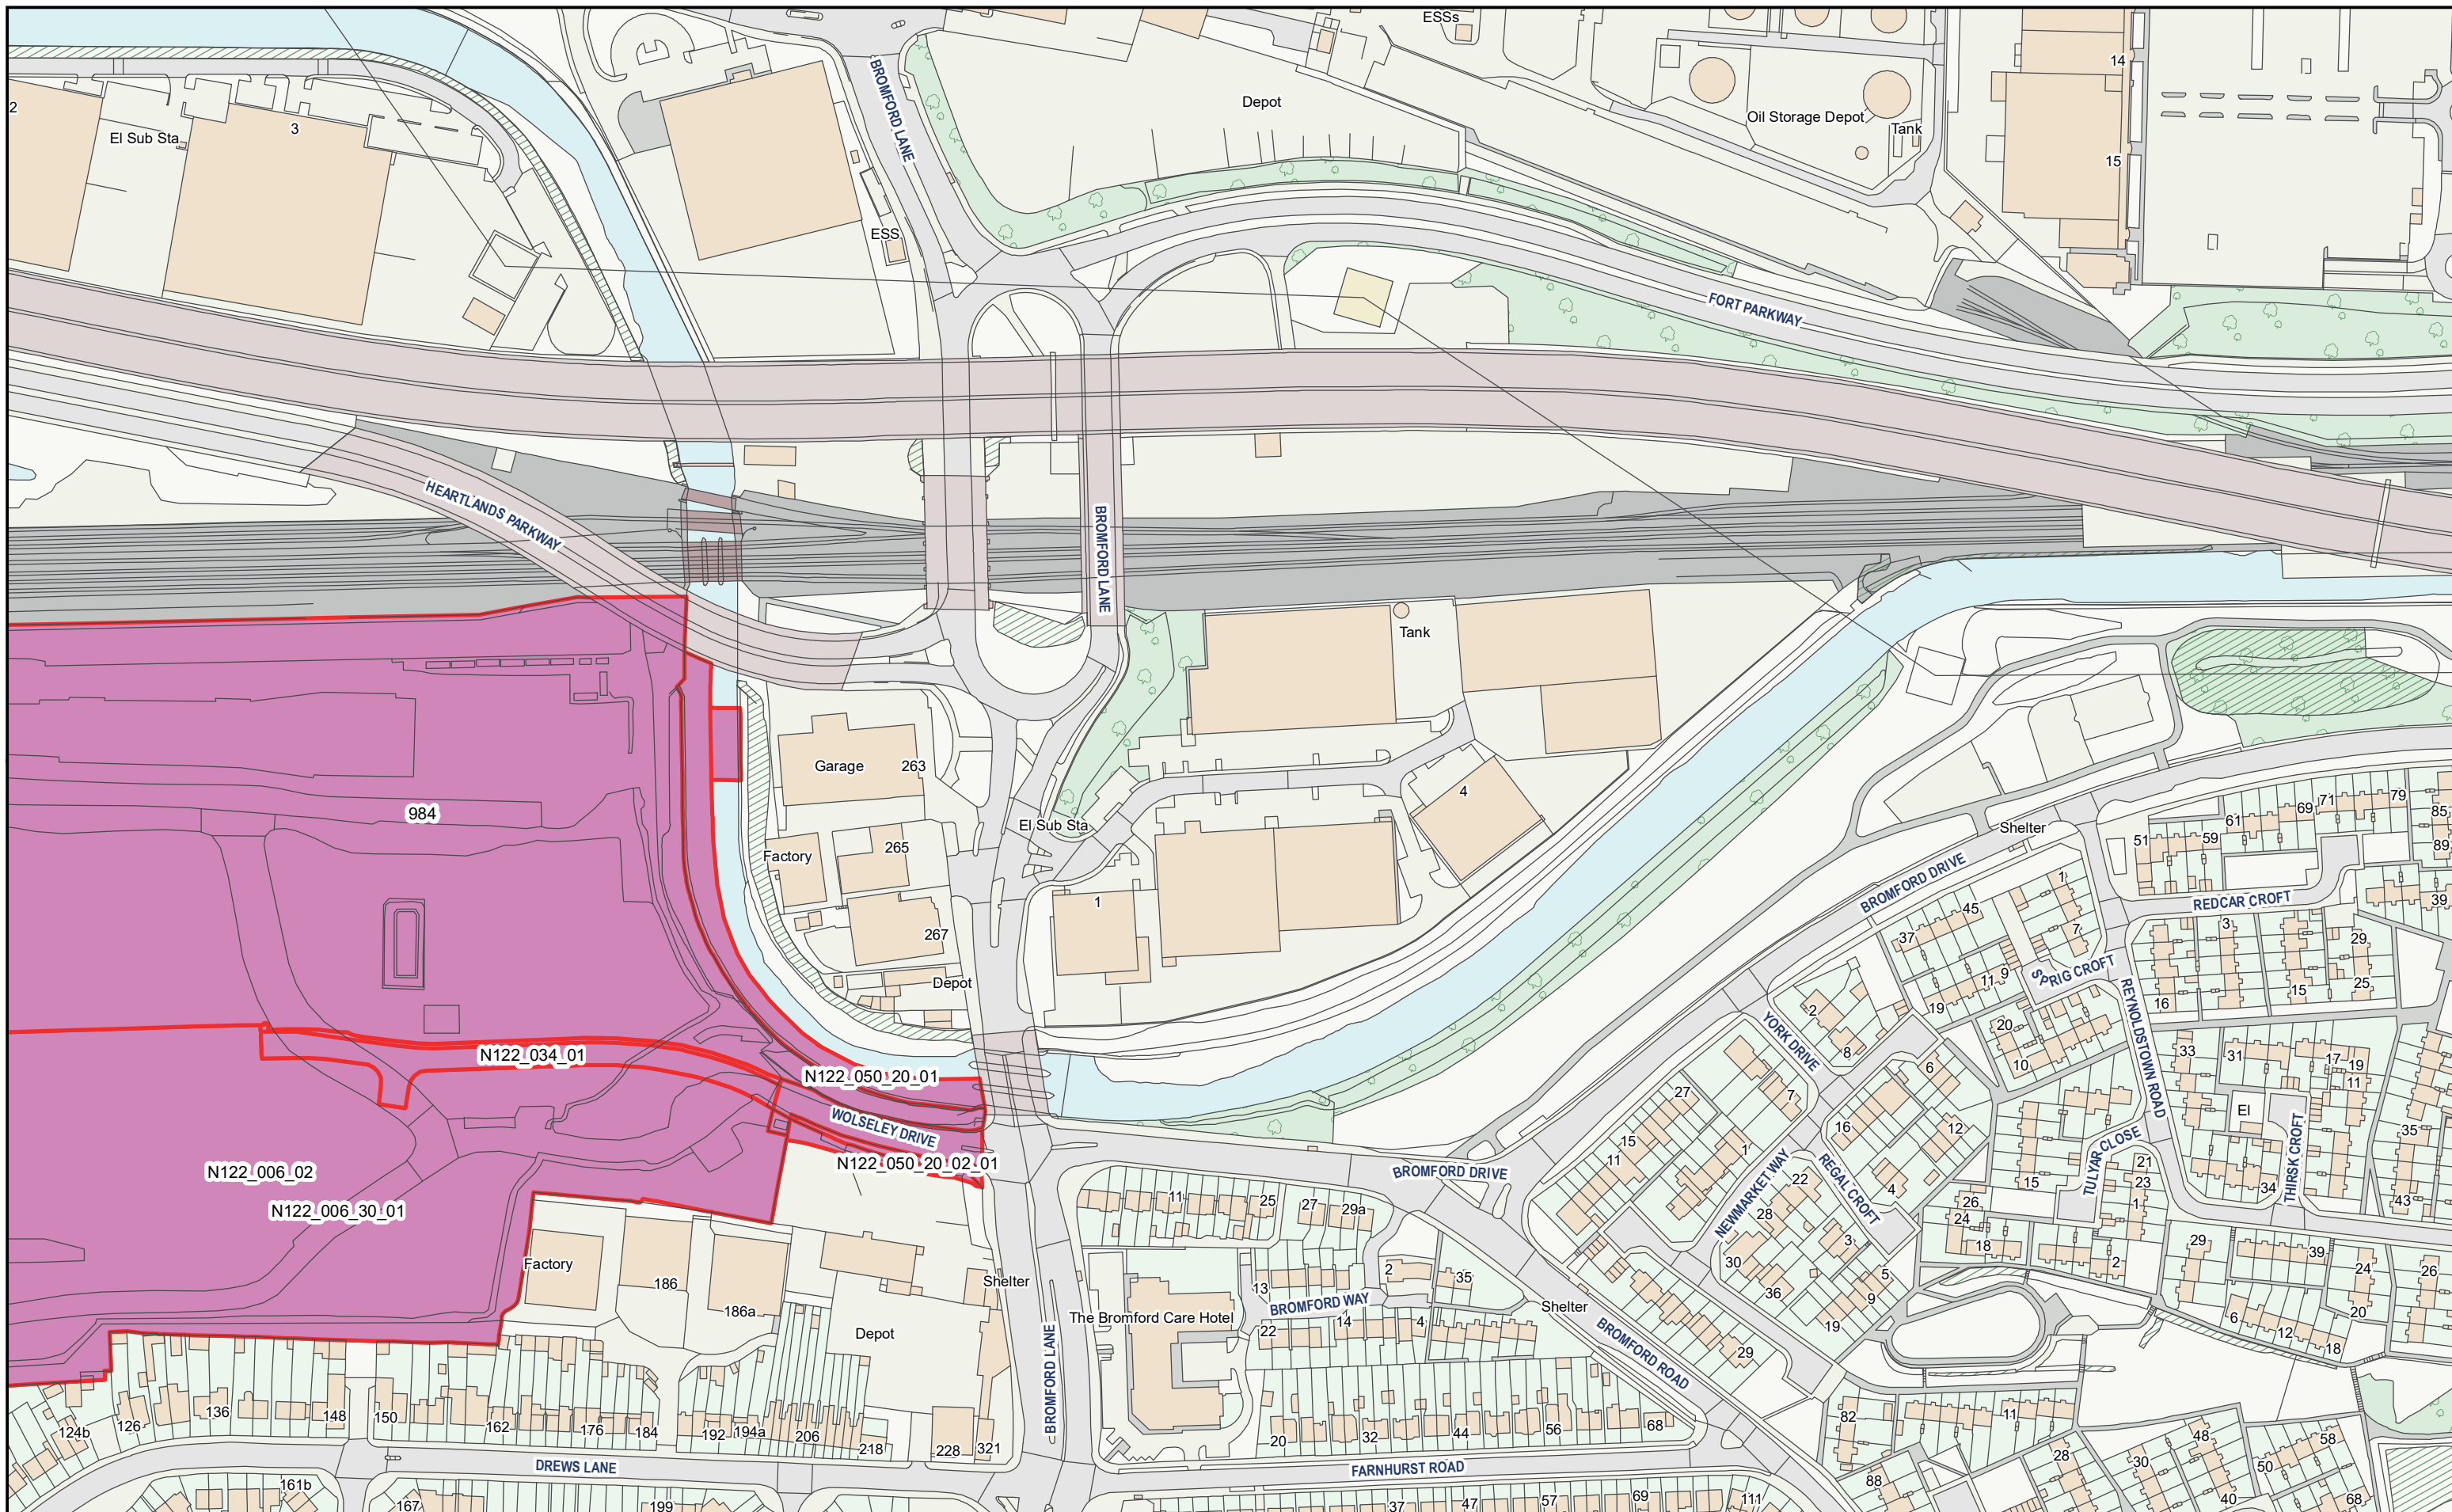 ESSs
BROMFORD LANE
14
Depot
2
El Sub Sta
3
Oil Storage Depot
Tank
15
ESS
FORT PARKWAY
HEARTLANDS PARKWAY
BROMFORD LANE
Tank
Garage
263
984
4
El Sub Sta
Shelter
51
59
61
69
71
79
85
89
Factory
265
BROMFORD DRIVE
1
45
37
7
REDCAR CROFT
39
1
267
3
29
Depot
SPRIG CROFT
11
9
19
16
15
25
REYNOLDSTOWN ROAD
2
YORK DRIVE
8
20
10
33
31
17
19
11
N122_034_01
N122_050_20_01
6
7
27
El
WOLSELEY DRIVE
16
12
15
1
11
35
THIRSK CROFT
TULYAR CLOSE
N122_006_02
N122_050_20_02_01
BROMFORD DRIVE
NEWMARKET WAY
REGAL CROFT
22
4
15
21
23
1
34
43
N122_006_30_01
11
25
27
29a
28
26
24
18
3
30
36
5
9
19
2
29
39
24
26
Factory
186
186a
Shelter
13
2
35
BROMFORD WAY
Shelter
The Bromford Care Hotel
22
14
4
BROMFORD ROAD
29
6
12
18
20
Depot
BROMFORD LANE
124b
126
136
148
150
162
176
184
192
194a
206
218
228
321
20
32
44
56
68
82
11
88
28
30
48
50
58
40
68
DREWS LANE
FARNHURST ROAD
161b
167
199
37
47
57
69
111